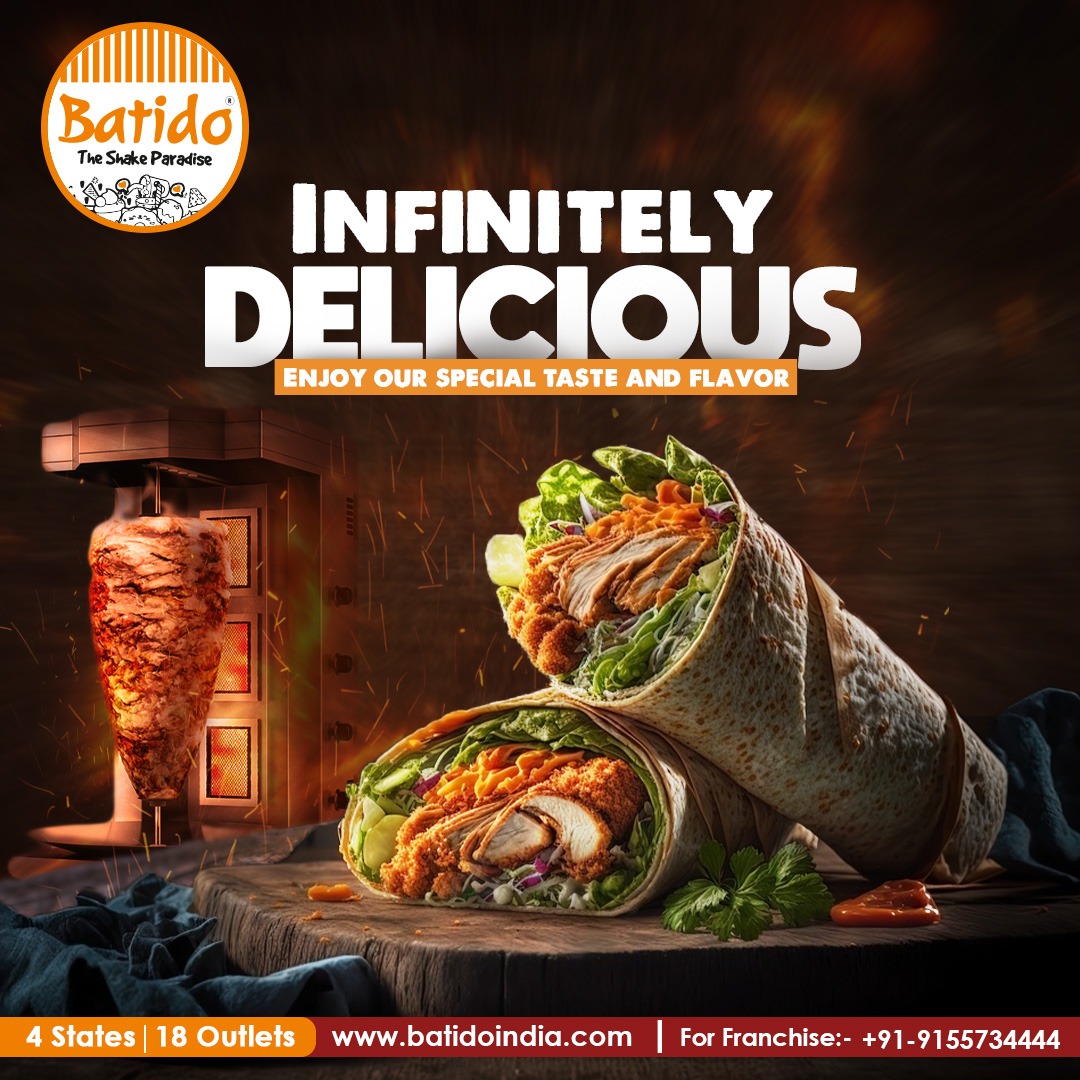 Batido®
The Shake Paradise
INFINITELY
DELICIOUS
ENJOY OUR SPECIAL TASTE AND FLAVOR
4 States | 18 Outlets www.batidoindia.com | For Franchise:- +91-9155734444